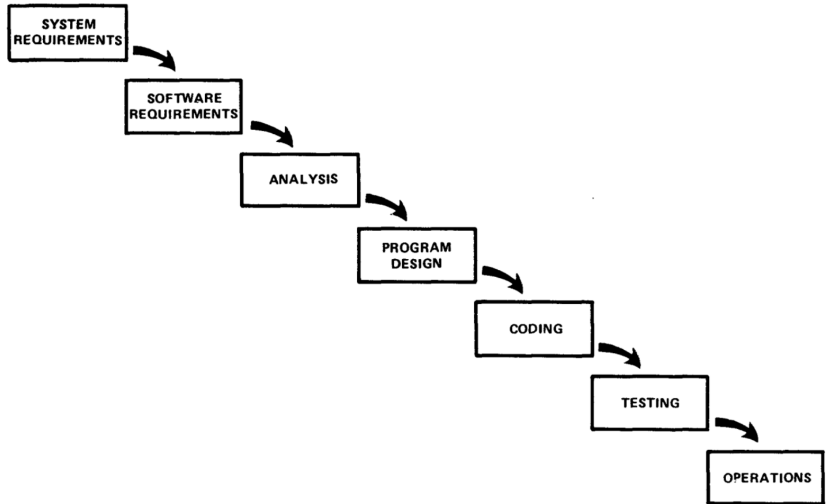 SYSTEM
REQUIREMENTS
SOFTWARE
REQUIREMENTS
ANALYSIS
PROGRAM
DESIGN
CODING
TESTING
OPERATIONS